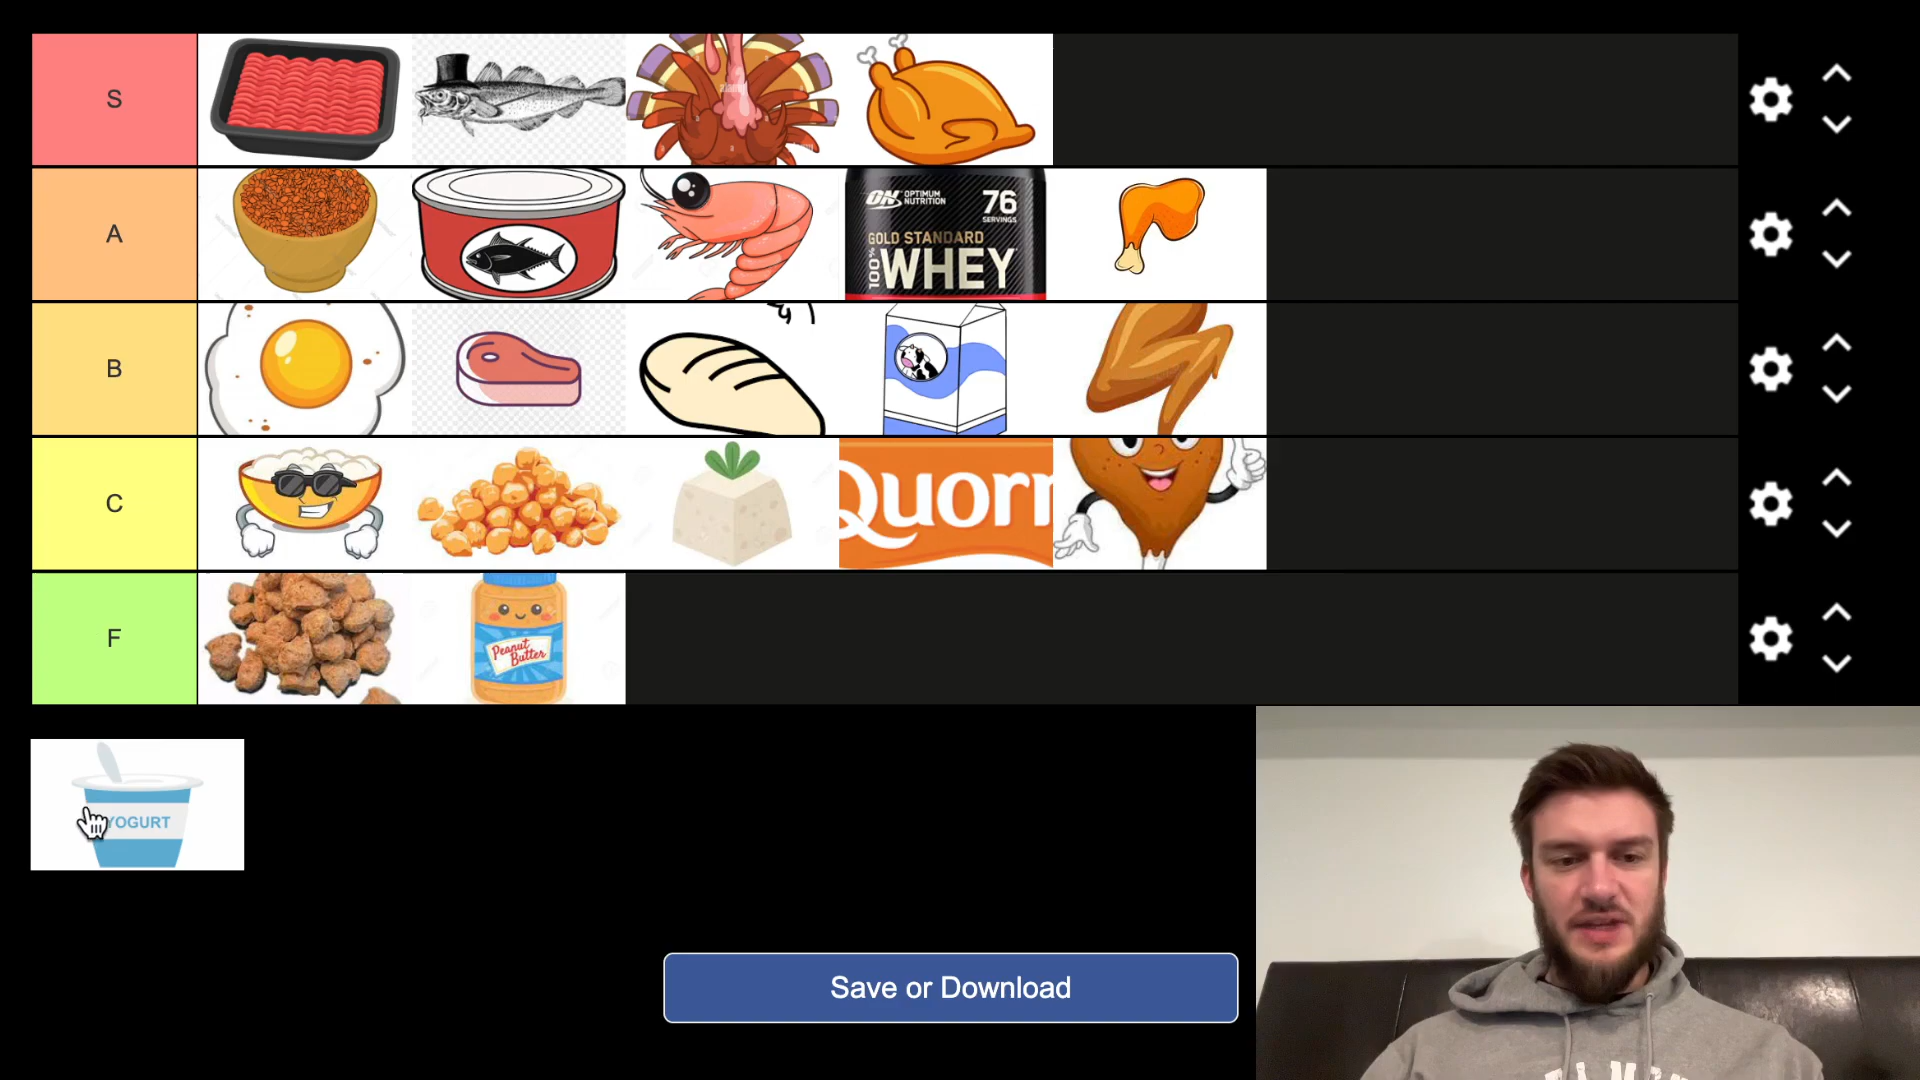 S
A
ON OPTIMUM NUTRITION
76
SERVINGS
GOLD STANDARD
100%
WHEY
B
C
Quorn
F
Peanut
Butter
YOGURT
Save or Download